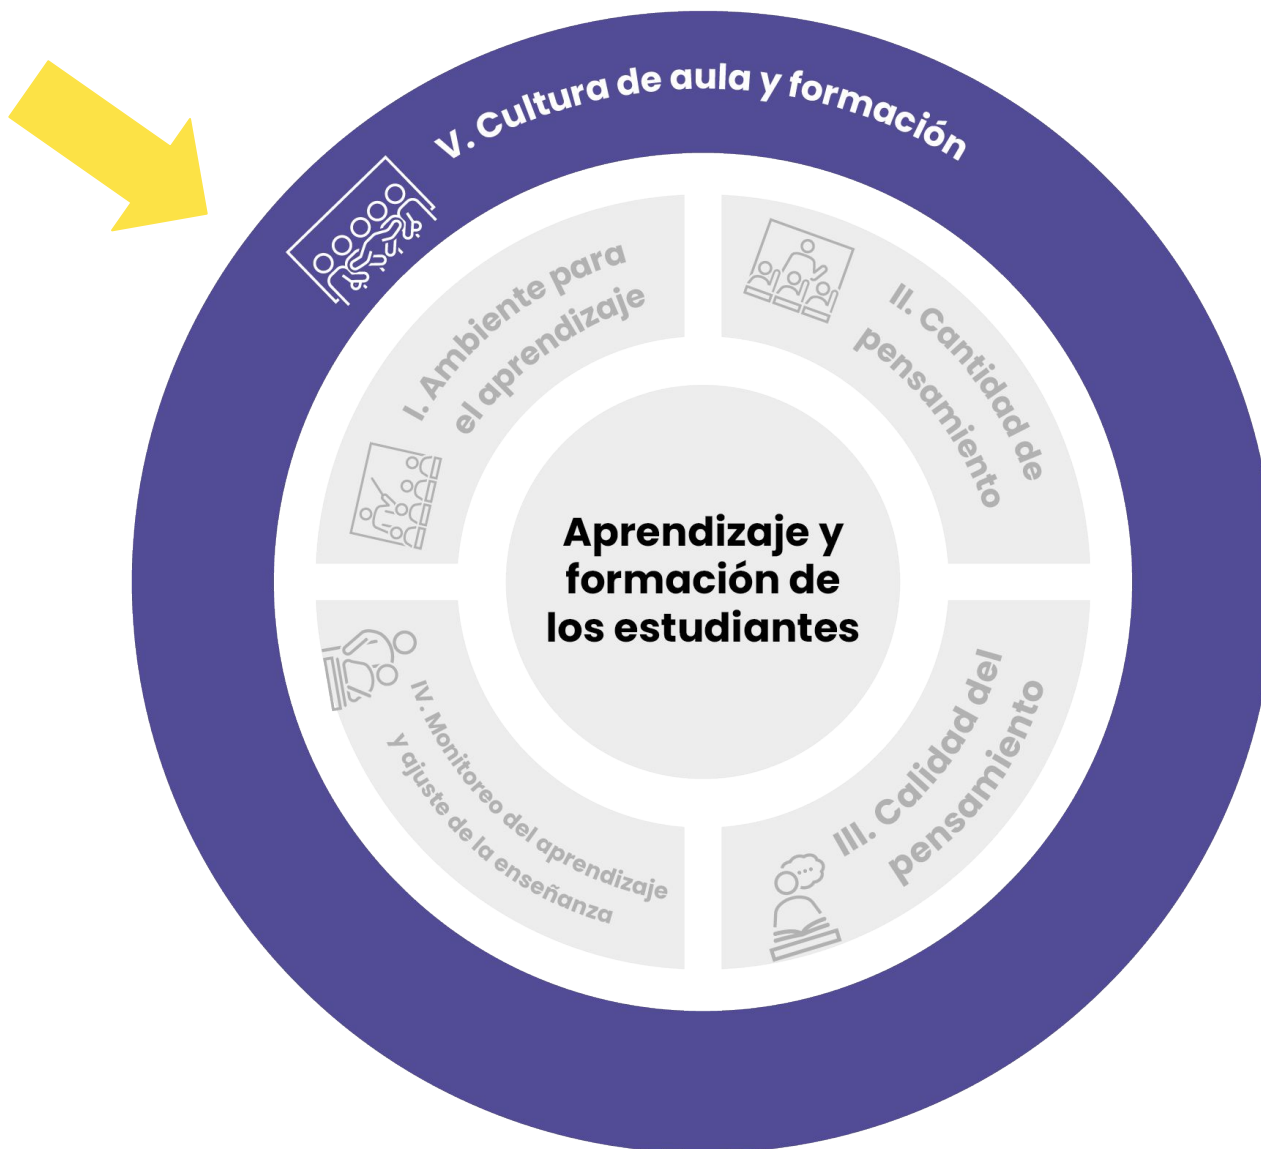 V. Cultura de aula y formación
I. Ambiente para
el aprendizaje
II. Cantidad de
pensamiento
Aprendizaje y
formación de
los estudiantes
III. Calidad del
pensamiento
IV. Monitoreo del aprendizaje
y ajuste de la enseñanza